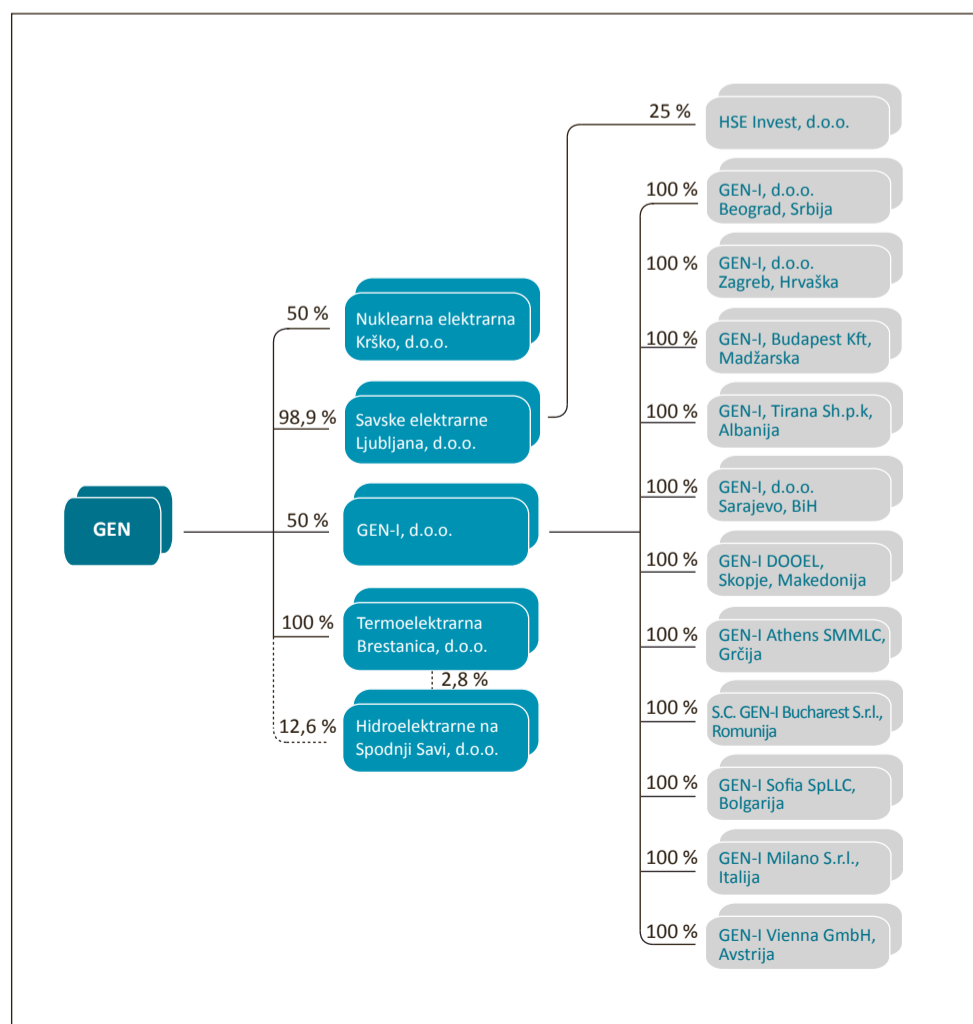 GEN
50 %
Nuklearna elektrarna
Krško, d.o.o.
98,9 %
Savske elektrarne
Ljubljana, d.o.o.
50 %
GEN-I, d.o.o.
100 %
Termoelektrarna
Brestanica, d.o.o.
2,8 %
12,6 %
Hidroelektrarne na
Spodnji Savi, d.o.o.
25 %
HSE Invest, d.o.o.
100 %
GEN-I, d.o.o.
Beograd, Srbija
100 %
GEN-I, d.o.o.
Zagreb, Hrvaška
100 %
GEN-I, Budapest Kft,
Madžarska
100 %
GEN-I, Tirana Sh.p.k,
Albanija
100 %
GEN-I, d.o.o.
Sarajevo, BiH
100 %
GEN-I DOOEL,
Skopje, Makedonija
100 %
GEN-I Athens SMMLC,
Grčija
100 %
S.C. GEN-I Bucharest S.r.l.,
Romunija
100 %
GEN-I Sofia SpLLC,
Bolgarija
100 %
GEN-I Milano S.r.l.,
Italija
100 %
GEN-I Vienna GmbH,
Avstrija